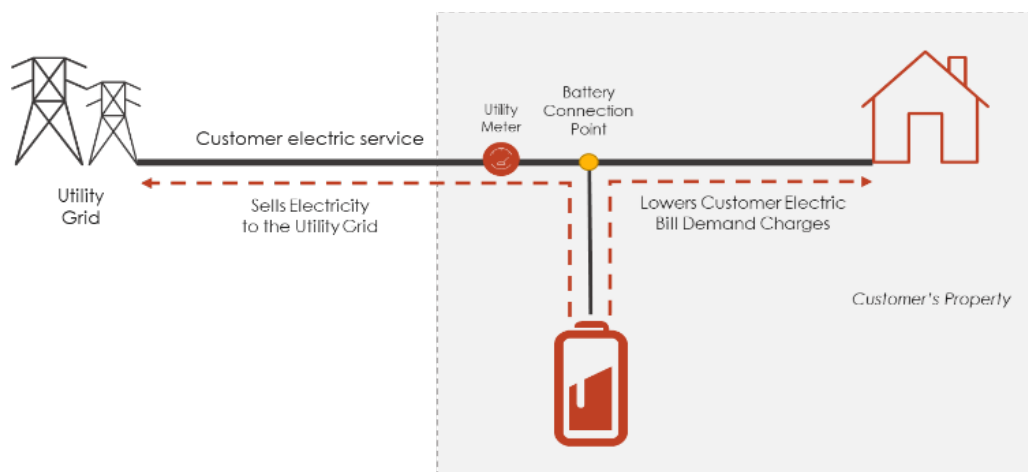 Battery
Connection
Point
Utility
Meter
Customer electric service
Utility
Grid
Sells Electricity
to the Utility Grid
Lowers Customer Electric
Bill Demand Charges
Customer's Property